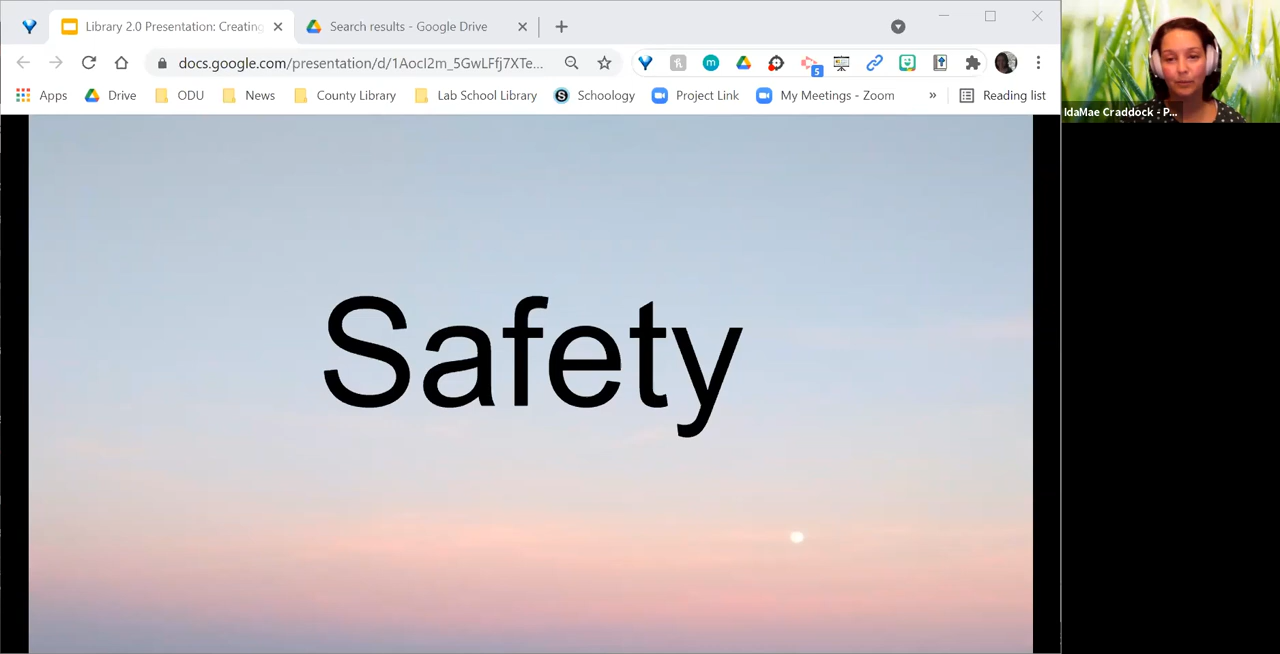 Library 2.0 Presentation: Creating
Search results - Google Drive
docs.google.com/presentation/d/1AocI2m_5GwLFfj7XTe...
5
Apps
Drive
ODU
News
County Library
Lab School Library
Schoology
Project Link
My Meetings - Zoom
»
Reading list
IdaMae Craddock - P...
Safety